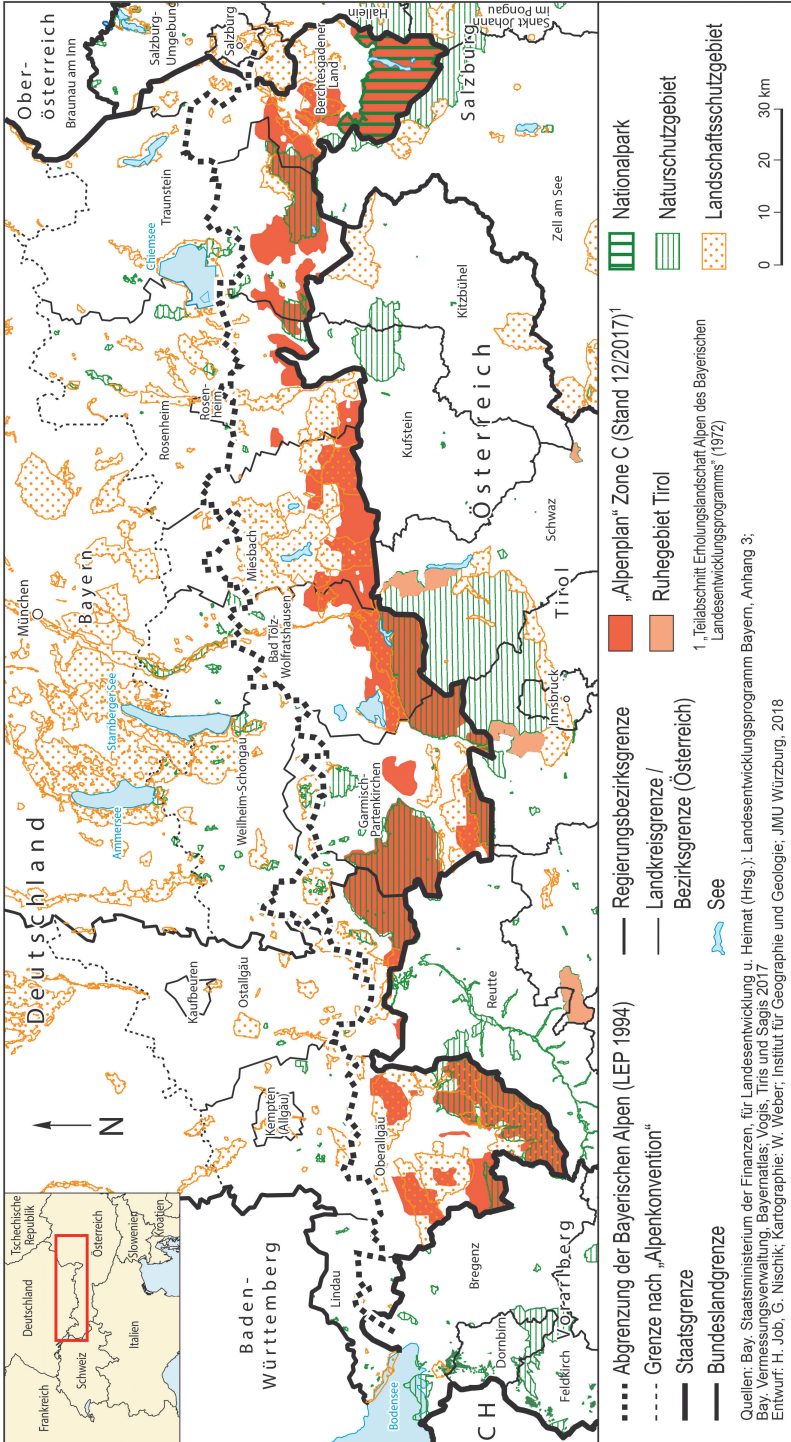 Frankreich
Deutschland
Tschechische
Republik
Schweiz
Österreich
Italien
Slowenien
Kroatien
N
Deutschland
Bayern
München
Ober-
österreich
Braunau am Inn
Salzburg-
Umgebung
Salzburg
Hallein
Sankt Johann
im Pongau
Berchtesgadener
Land
Salzburg
Traunstein
Chiemsee
Rosenheim
Rosen-
heim
Miesbach
Bad Tölz-
Wolfratshausen
Starnberger See
Ammersee
Weilheim-Schongau
Garmisch-
Partenkirchen
Kaufbeuren
Ostallgäu
Kempten
(Allgäu)
Oberallgäu
Baden-
Württemberg
Lindau
Bodensee
CH
Bregenz
Dornbirn
Feldkirch
Vorarlberg
Reutte
Innsbruck
Tirol
Schwaz
Kufstein
Österreich
Kitzbühel
Zell am See
Abgrenzung der Bayerischen Alpen (LEP 1994)
Grenze nach „Alpenkonvention“
Staatsgrenze
Bundeslandgrenze
Regierungsbezirksgrenze
Landkreisgrenze /
Bezirksgrenze (Österreich)
See
„Alpenplan“ Zone C (Stand 12/2017)¹
Ruhegebiet Tirol
1 „Teilabschnitt Erholungslandschaft Alpen des Bayerischen
Landesentwicklungsprogramms“ (1972)
Nationalpark
Naturschutzgebiet
Landschaftsschutzgebiet
0 10 20 30 km
Quellen: Bay. Staatsministerium der Finanzen, für Landesentwicklung u. Heimat (Hrsg.): Landesentwicklungsprogramm Bayern, Anhang 3;
Bay. Vermessungsverwaltung, Bayernatlas; Vogis, Tiris und Sagis 2017
Entwurf: H. Job, G. Nischik; Kartographie: W. Weber; Institut für Geographie und Geologie, JMU Würzburg, 2018